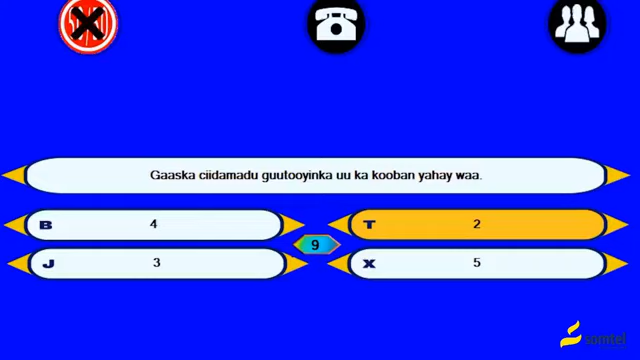 Gaaska ciidamadu guutooyinka uu ka kooban yahay waa.
B 4
T 2
9
J 3
X 5
somtel